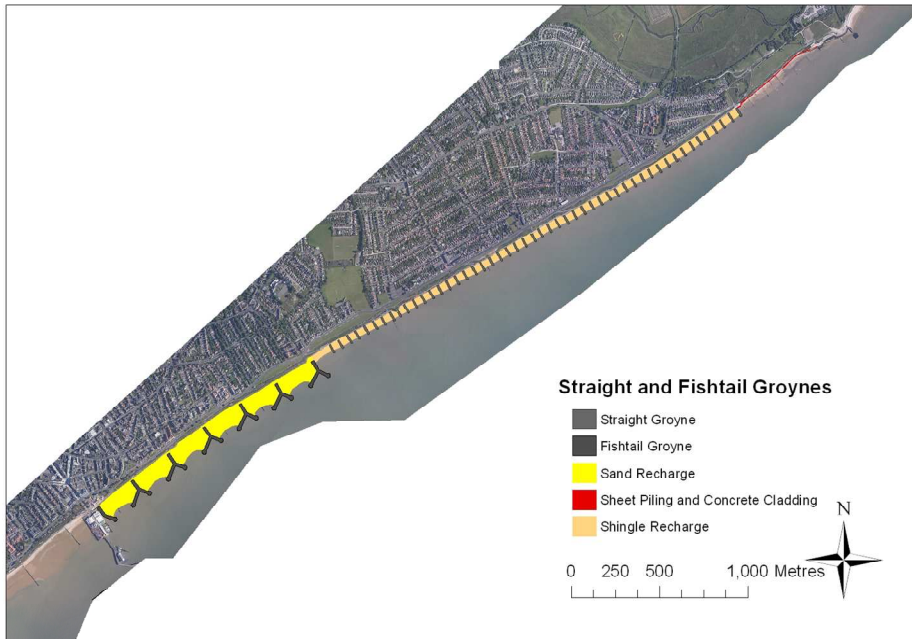 Straight and Fishtail Groynes
Straight Groyne
Fishtail Groyne
Sand Recharge
Sheet Piling and Concrete Cladding
Shingle Recharge
N
0 250 500 1,000 Metres